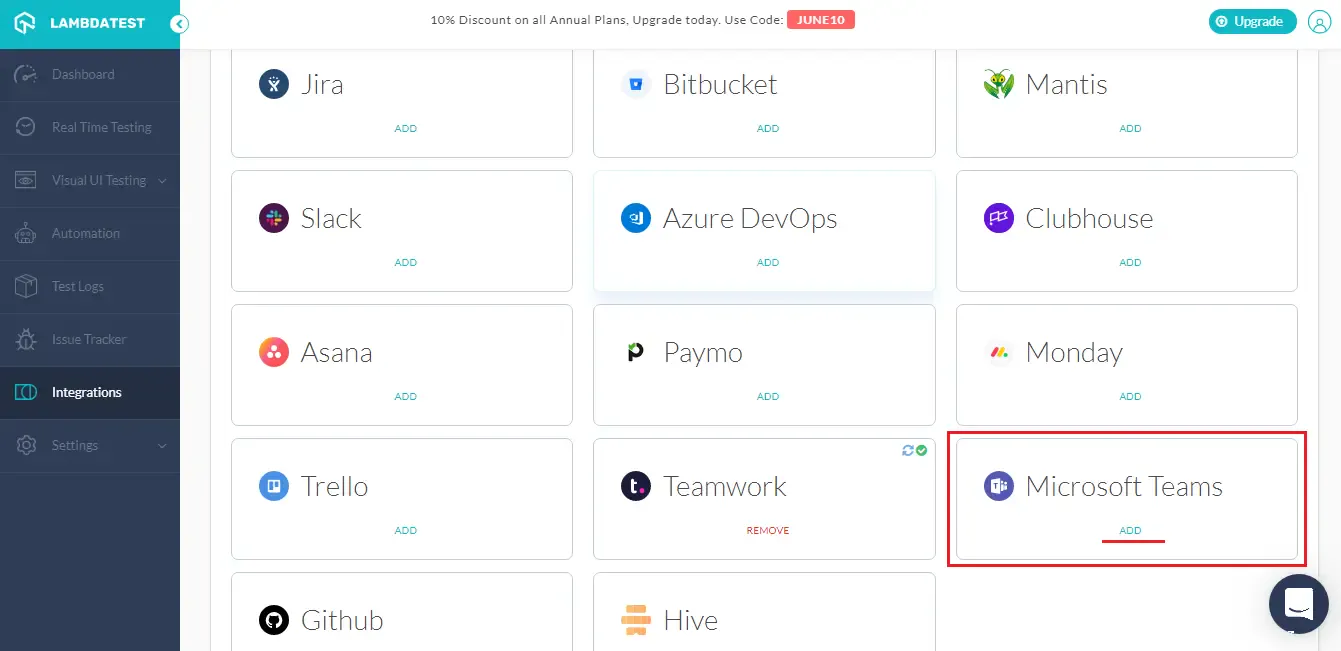 LAMBDATEST
10% Discount on all Annual Plans, Upgrade today. Use Code: JUNE10
Upgrade
Dashboard
Real Time Testing
Visual UI Testing
Automation
Test Logs
Issue Tracker
Integrations
Settings
Jira
ADD
Bitbucket
ADD
Mantis
ADD
Slack
ADD
Azure DevOps
ADD
Clubhouse
ADD
Asana
ADD
Paymo
ADD
Monday
ADD
Trello
ADD
Teamwork
REMOVE
Microsoft Teams
ADD
Github
Hive